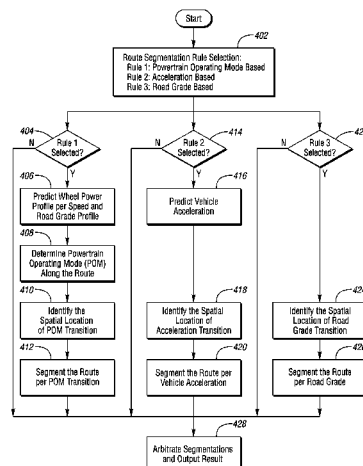 Start
402
Route Segmentation Rule Selection:
Rule 1: Powertrain Operating Mode Based
Rule 2: Acceleration Based
Rule 3: Road Grade Based
404
N
Rule 1
Selected?
Y
414
N
Rule 2
Selected?
Y
N
Rule 3
Selected?
Y
406
Predict Wheel Power
Profile per Speed and
Road Grade Profile
416
Predict Vehicle
Acceleration
408
Determine Powertrain
Operating Mode (POM)
Along the Route
410
Identify the
Spatial Location
of POM Transition
418
Identify the Spatial
Location of
Acceleration Transition
Identify the Spatial
Location of Road
Grade Transition
412
Segment the Route
per POM Transition
420
Segment the Route per
Vehicle Acceleration
Segment the Route
per Road Grade
428
Arbitrate Segmentations
and Output Result